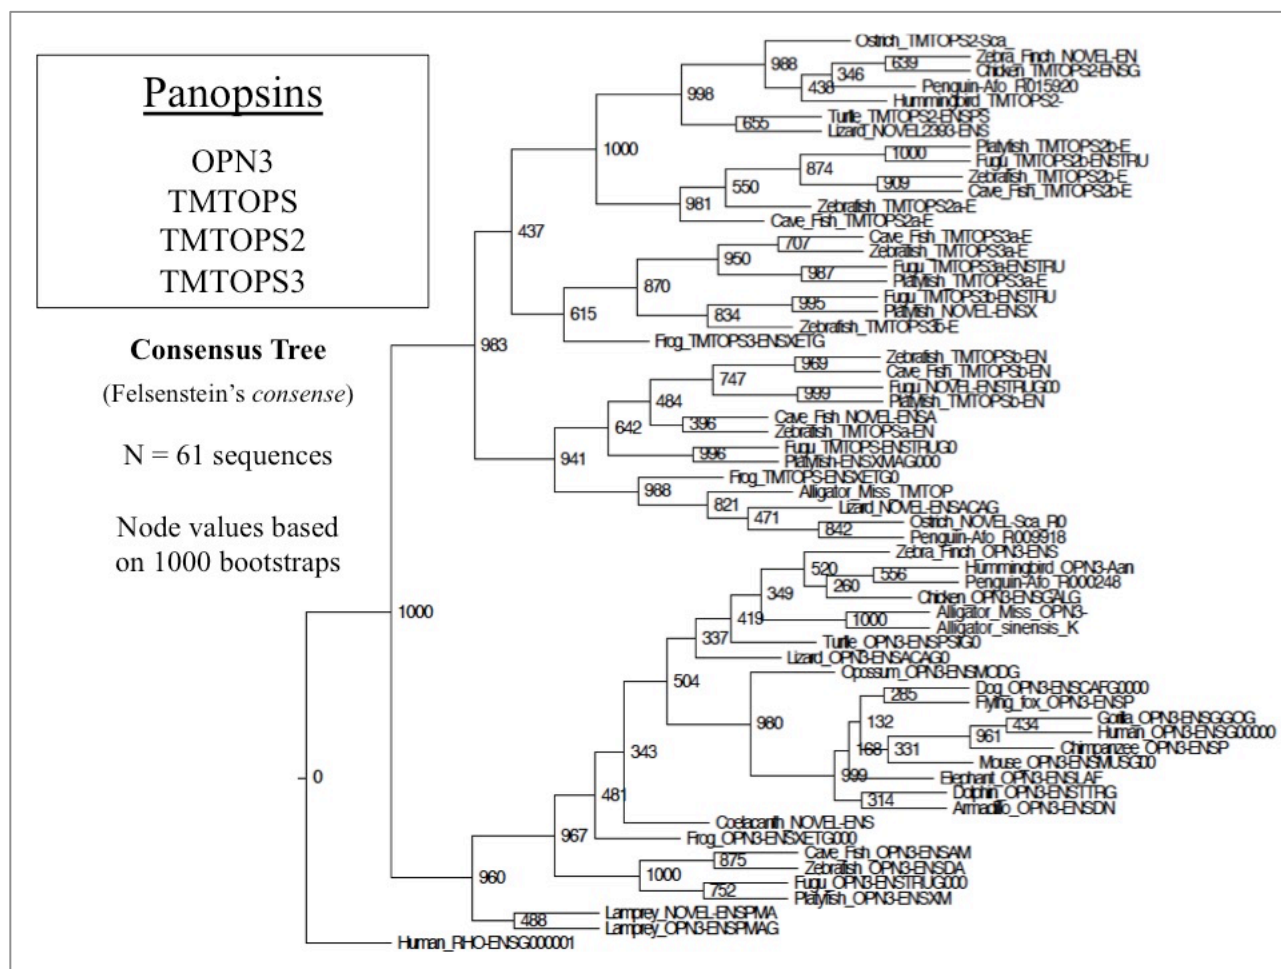 Panopsins
OPN3
TMTOPS
TMTOPS2
TMTOPS3
Consensus Tree
(Felsenstein's consense)
N = 61 sequences
Node values based
on 1000 bootstraps
Ostrich_TMTOPS2-Sca_
Zebra_Finch_NOVEL-EN
988
639
346
Chicken_TMTOPS2-ENSG
438
Penguin-Afo_R015920
998
Hummingbird_TMTOPS2-
Turtle_TMTOPS2-ENSPS
655
Lizard_NOVEL2393-ENS
1000
Platyfish_TMTOPS2b-E
1000
Fugu_TMTOPS2b-ENSTRU
874
Zebrafish_TMTOPS2b-E
909
550
Cave_Fish_TMTOPS2b-E
981
Zebrafish_TMTOPS2a-E
Cave_Fish_TMTOPS2a-E
437
Cave_Fish_TMTOPS3a-E
707
Zebrafish_TMTOPS3a-E
950
Fugu_TMTOPS3a-ENSTRU
987
Platyfish_TMTOPS3a-E
870
Fugu_TMTOPS3b-ENSTRU
995
Platyfish_NOVEL-ENSX
834
615
Zebrafish_TMTOPS3b-E
Frog_TMTOPS3-ENSXETG
983
Zebrafish_TMTOPSb-EN
969
Cave_Fish_TMTOPSb-EN
747
Fugu_NOVEL-ENSTRUG00
999
Platyfish_TMTOPSb-EN
484
Cave_Fish_NOVEL-ENSA
396
642
Zebrafish_TMTOPSa-EN
Fugu_TMTOPS-ENSTRUG0
996
941
Platyfish-ENSXMAG000
Frog_TMTOPS-ENSXETG0
988
Alligator_Miss_TMTOP
821
Lizard_NOVEL-ENSACAG
471
Ostrich_NOVEL-Sca_R0
842
Penguin-Afo_R009918
Zebra_Finch_OPN3-ENS
520
Hummingbird_OPN3-Aan
556
260
Penguin-Afo_R000248
349
Chicken_OPN3-ENSGALG
1000
Alligator_Miss_OPN3-
419
1000
Alligator_sinensis_K
337
Turtle_OPN3-ENSPSIG0
Lizard_OPN3-ENSACAG0
504
Opossum_OPN3-ENSMODG
Dog_OPN3-ENSCAFG0000
285
Flying_fox_OPN3-ENSP
980
132
Gorilla_OPN3-ENSGGOG
434
961
Human_OPN3-ENSG00000
343
168
331
Chimpanzee_OPN3-ENSP
Mouse_OPN3-ENSMUSG00
0
999
Elephant_OPN3-ENSLAF
481
Dolphin_OPN3-ENSTTRG
314
Armadillo_OPN3-ENSDN
Coelacanth_NOVEL-ENS
967
Frog_OPN3-ENSXETG000
Cave_Fish_OPN3-ENSAM
875
Zebrafish_OPN3-ENSDA
960
1000
Fugu_OPN3-ENSTRUG000
752
Platyfish_OPN3-ENSXM
Lamprey_NOVEL-ENSPMA
488
Lamprey_OPN3-ENSPMAG
Human_RHO-ENSG000001